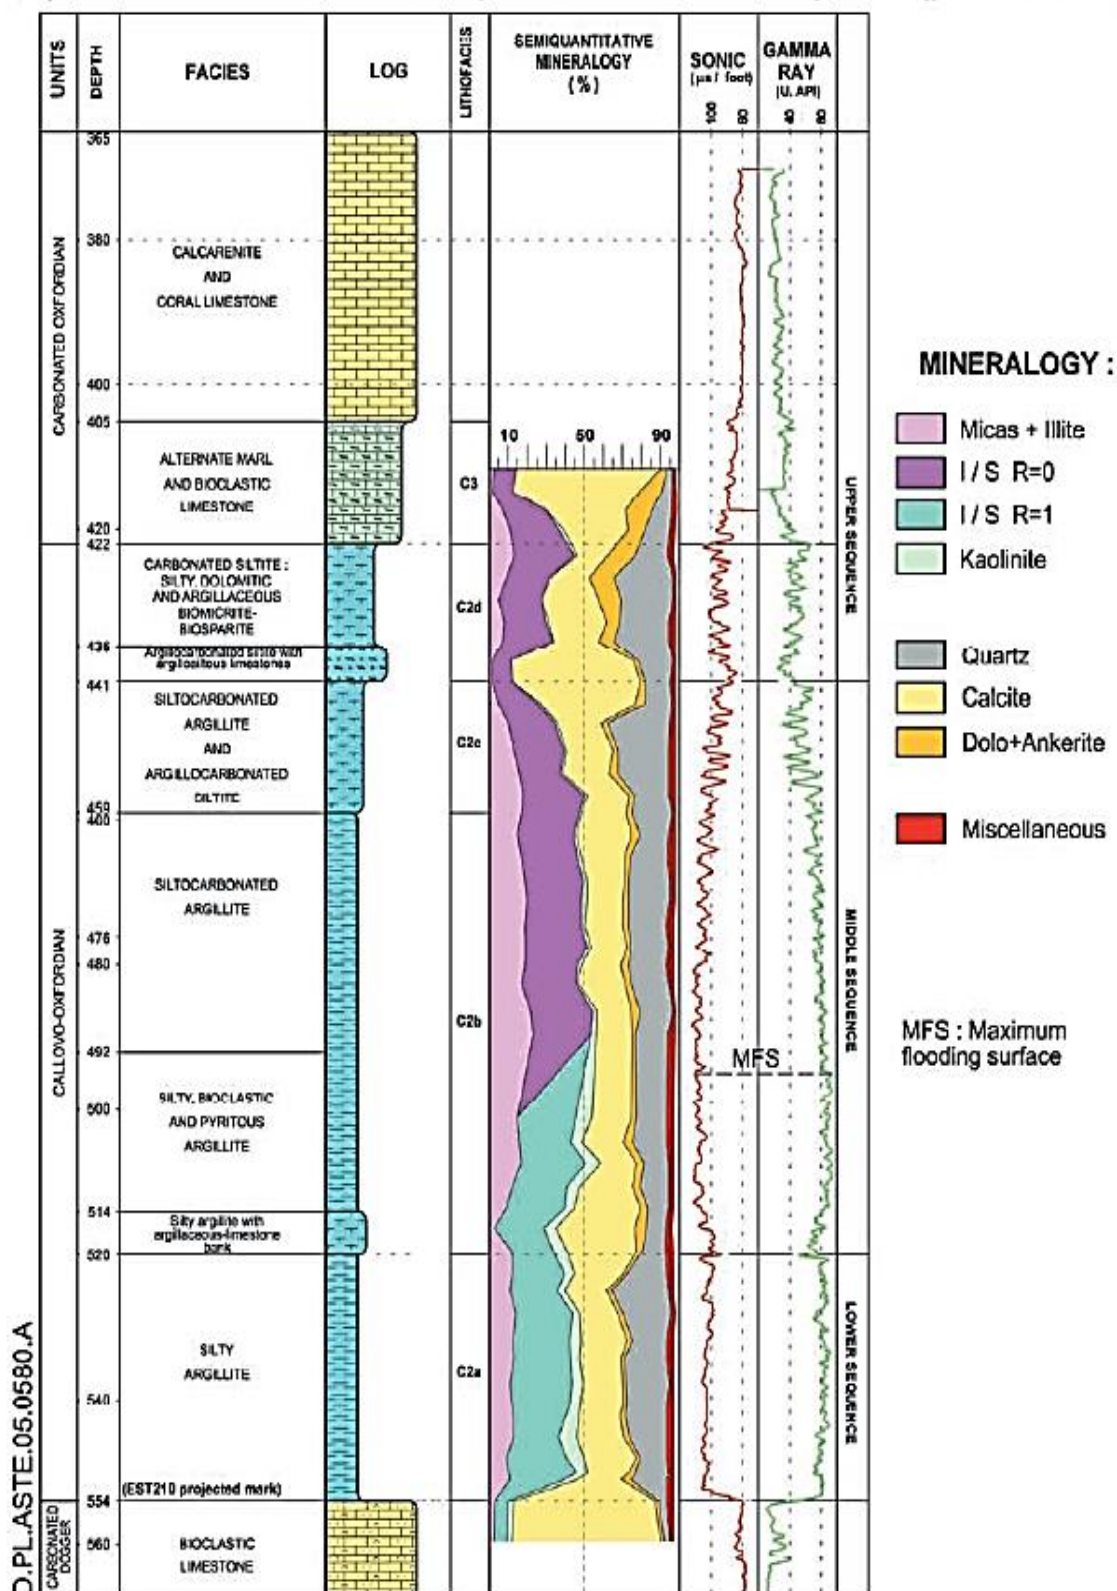 UNITS
DEPTH
FACIES
LOG
LITHOFACIES
SEMIQUANTITATIVE
MINERALOGY
(%)
SONIC
(µs / foot)
100
80
GAMMA
RAY
(U. API)
40
80
365
380
400
405
420
422
436
441
459
476
480
492
500
514
520
540
554
560
CARBONATED OXFORDIAN
CALLOVO-OXFORDIAN
CARBONATED
DOGGER
CALCARENITE
AND
CORAL LIMESTONE
ALTERNATE MARL
AND BIOCLASTIC
LIMESTONE
CARBONATED SILTITE :
SILTY, DOLOMITIC
AND ARGILLACEOUS
BIOMICRITE-
BIOSPARITE
Argillocarbonated siltite with
argilosiltous limestones
SILTOCARBONATED
ARGILLITE
AND
ARGILLOCARBONATED
SILTITE
SILTOCARBONATED
ARGILLITE
SILTY, BIOCLASTIC
AND PYRITOUS
ARGILLITE
Silty argilite with
argillaceous-limestone
bank
SILTY
ARGILLITE
(EST210 projected mark)
BIOCLASTIC
LIMESTONE
10 50 90
C3
C2d
C2c
C2b
C2a
MFS
UPPER SEQUENCE
MIDDLE SEQUENCE
LOWER SEQUENCE
MINERALOGY :
Micas + Illite
I / S R=0
I / S R=1
Kaolinite
Quartz
Calcite
Dolo+Ankerite
Miscellaneous
MFS : Maximum
flooding surface
D.PL.ASTE.05.0580.A